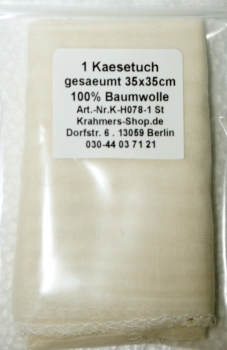 1 Kaesetuch
gesaeumt 35x35cm
100% Baumwolle
Art.-Nr.K-H078-1 St
Krahmers-Shop.de
Dorfstr. 6 . 13059 Berlin
030-44 03 71 21